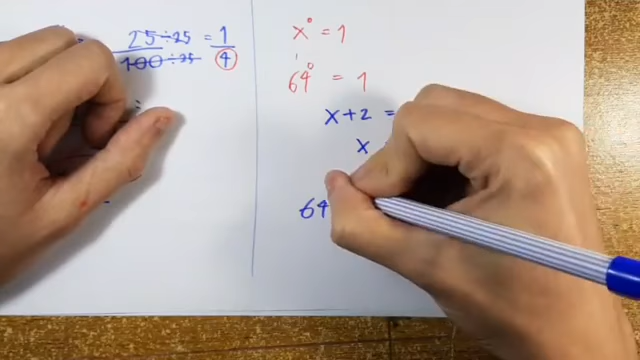 25÷25 = 1
100÷25 4
x⁰ = 1
64⁰ = 1
x+2 =
x
64